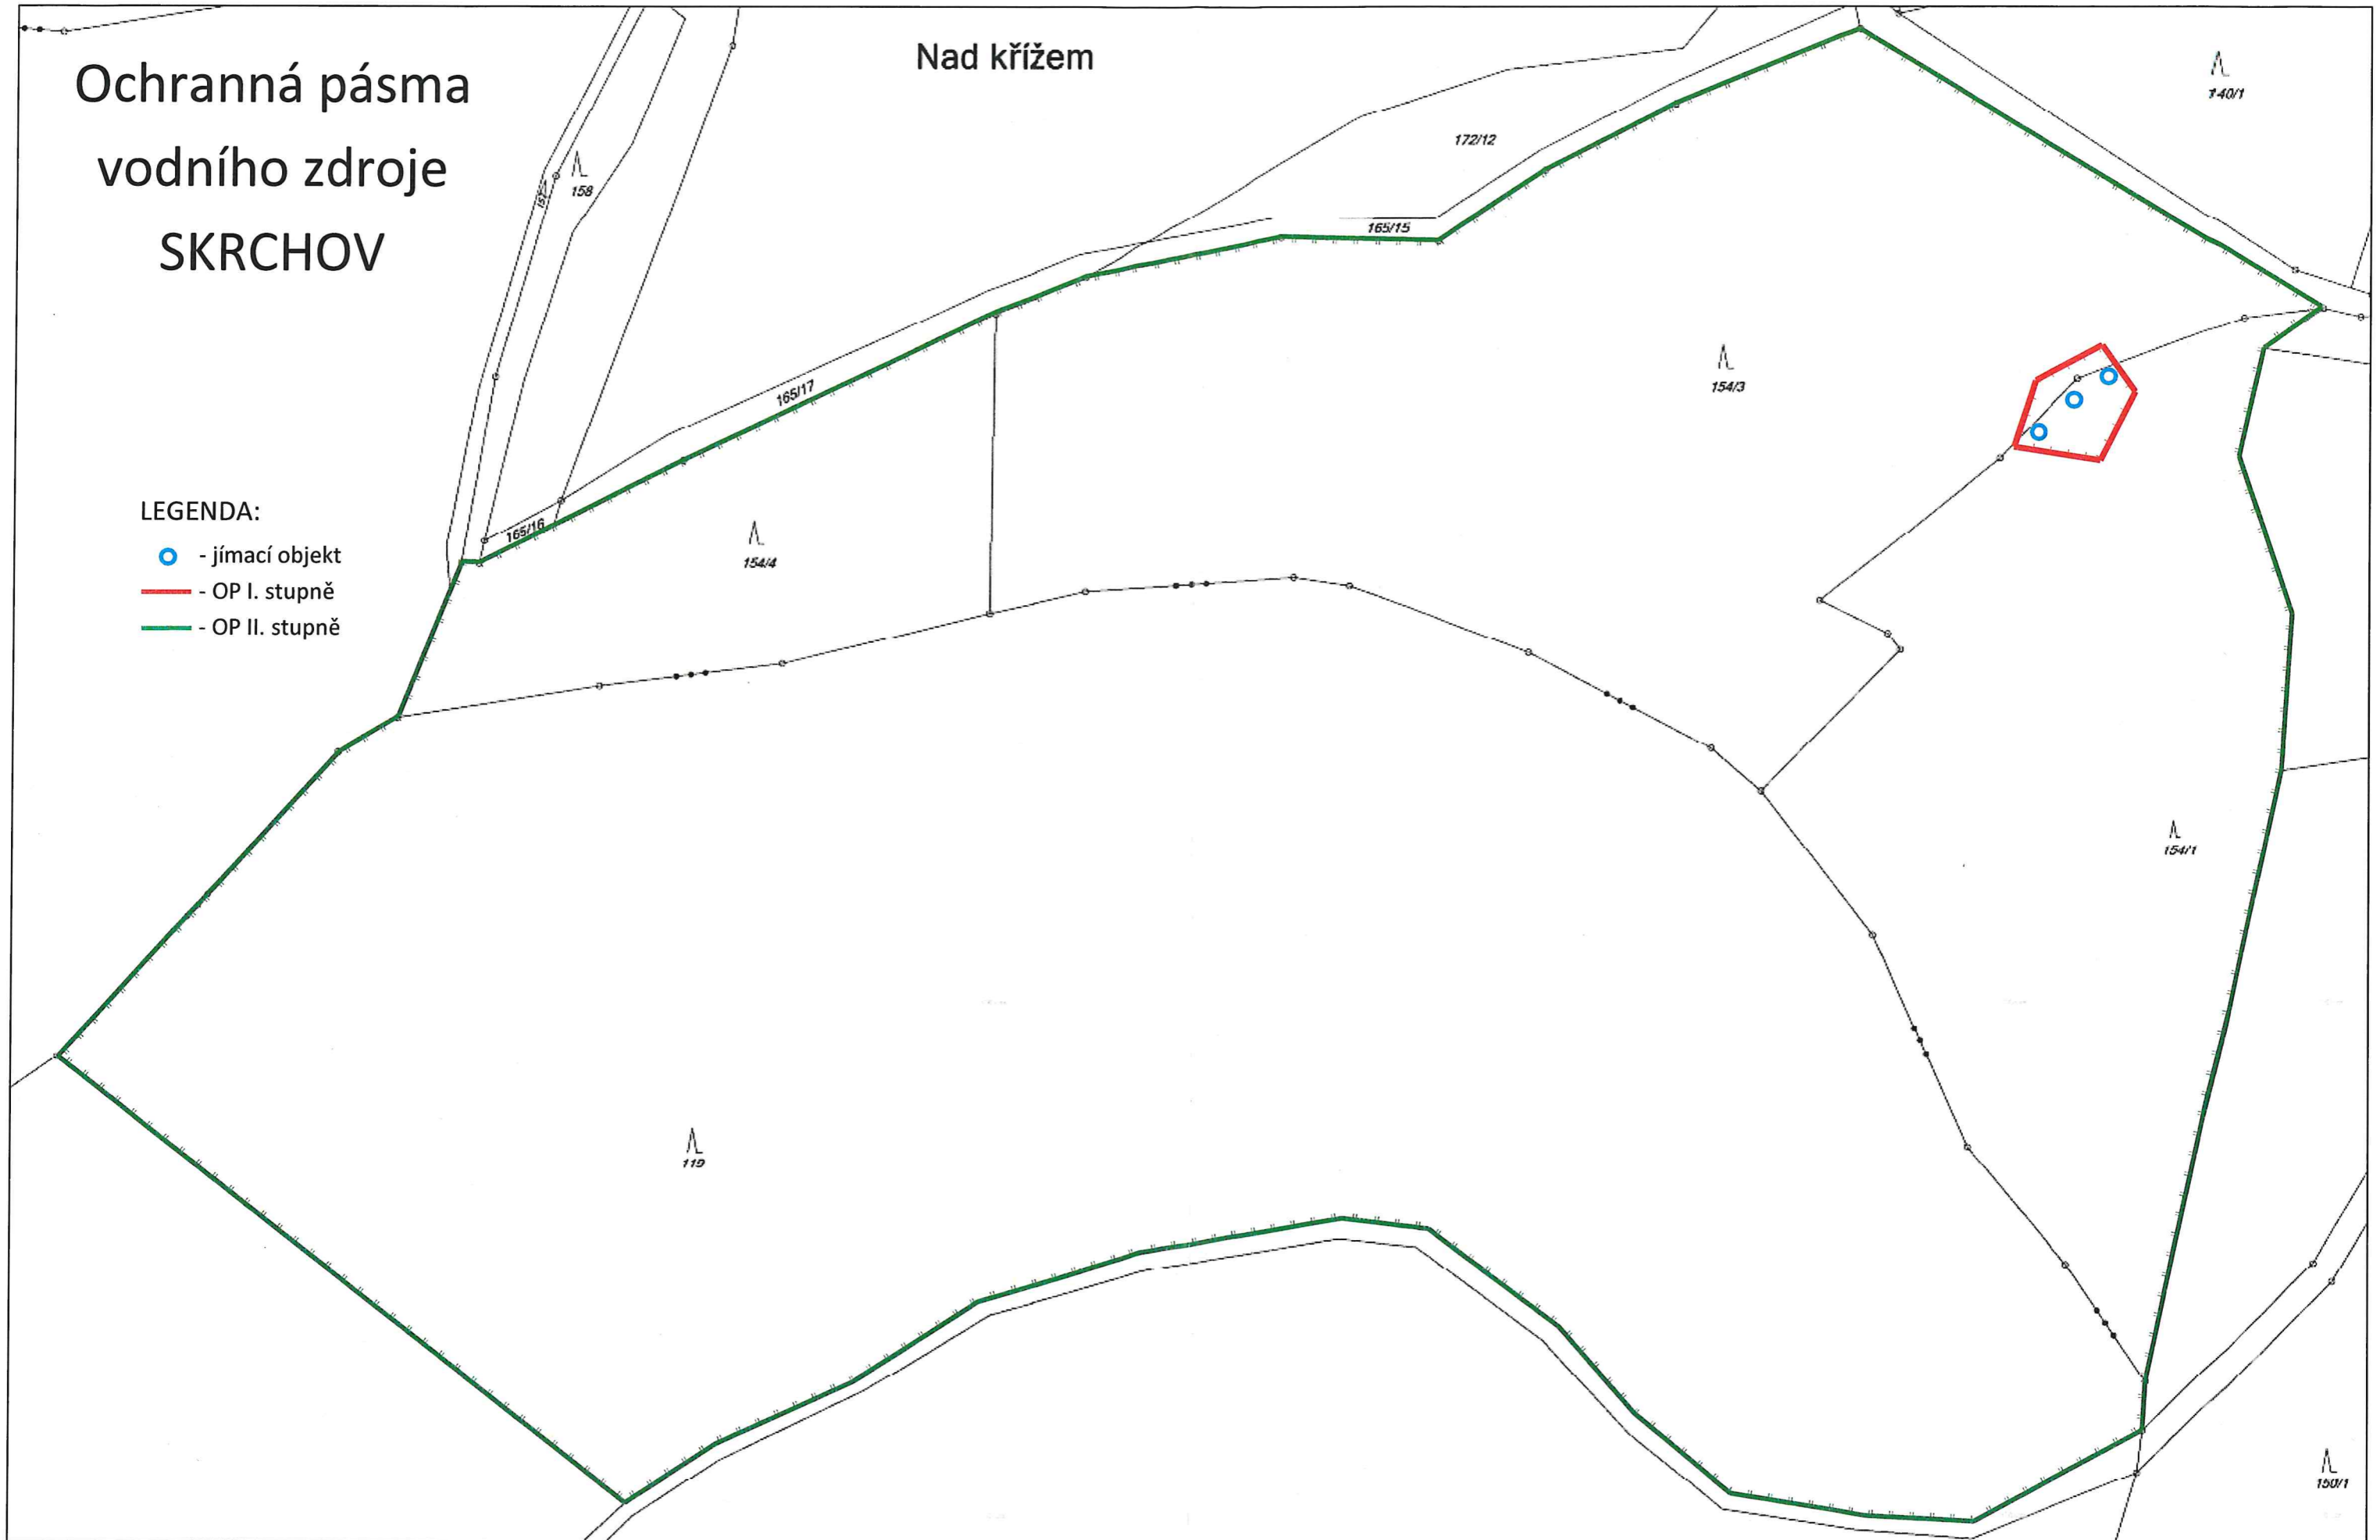 Ochranná pásma
vodního zdroje
SKRCHOV
Nad křížem
140/1
172/12
157
158
165/15
165/17
154/3
165/16
154/4
LEGENDA:
- jímací objekt
- OP I. stupně
- OP II. stupně
154/1
119
150/1